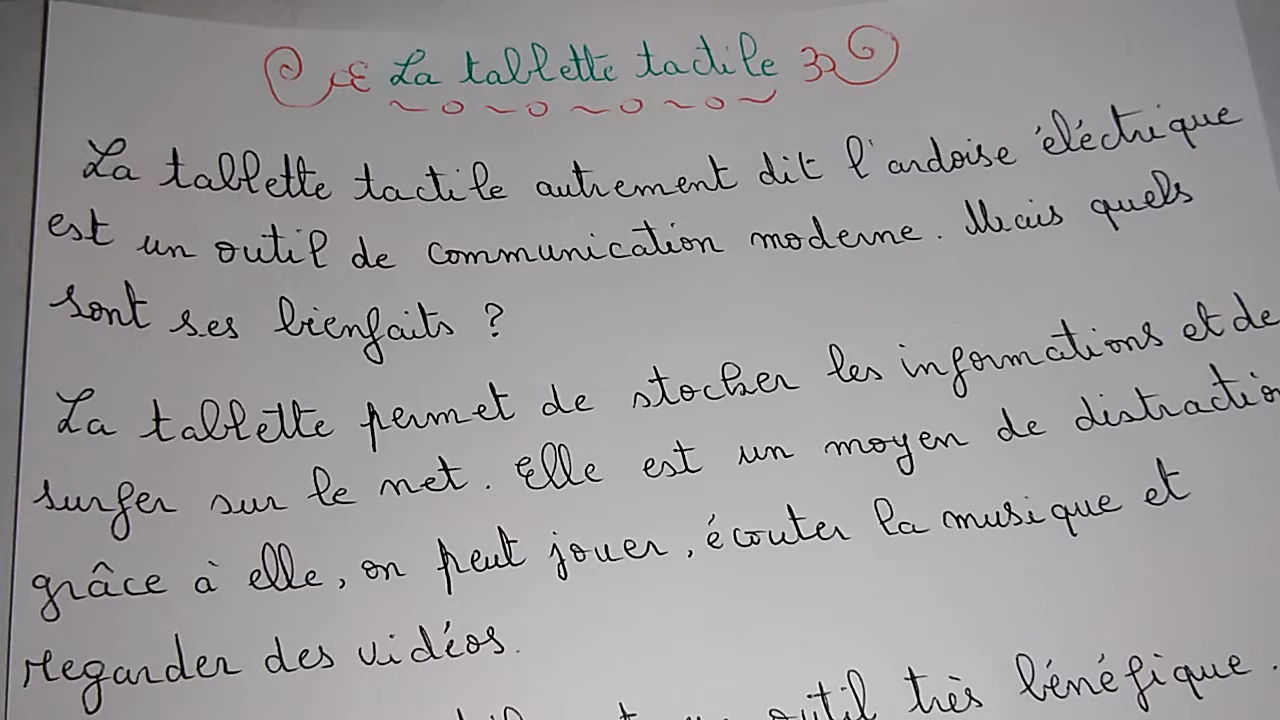 La tablette tactile
La tablette tactile autrement dit l'ardoise éléctrique
est un outil de communication moderne. Mais quels
sont ses bienfaits ?
La tablette permet de stocker les informations et de
surfer sur le net. Elle est un moyen de distraction
grâce à elle, on peut jouer, écouter la musique et
regarder des vidéos.
outil très bénéfique.